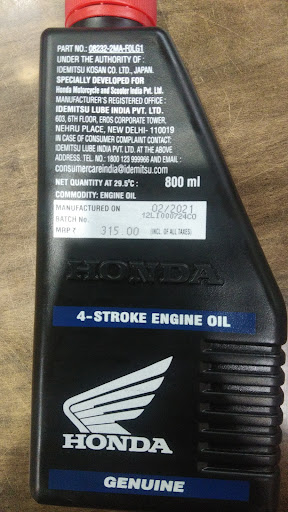 PART NO.: 08232-2MA-F0LG1
UNDER THE AUTHORITY OF :
IDEMITSU KOSAN CO. LTD., JAPAN.
SPECIALLY DEVELOPED FOR
Honda Motorcycle and Scooter India Pvt. Ltd.
MANUFACTURER'S REGISTERED OFFICE :
IDEMITSU LUBE INDIA PVT. LTD.
603, 6TH FLOOR, EROS CORPORATE TOWER,
NEHRU PLACE, NEW DELHI- 110019
IN CASE OF CONSUMER COMPLAINT CONTACT:
IDEMITSU LUBE INDIA PVT. LTD. AT THE ABOVE
ADDRESS. TEL. NO.: 1800 123 999966 AND EMAIL :
consumercareindia@idemitsu.com
NET QUANTITY AT 29.5°C : 800 ml
COMMODITY: ENGINE OIL
MANUFACTURED ON 02/2021
BATCH No. 12LI000724C0
MRP ₹ 315.00 (INCL. OF ALL TAXES)
HONDA
4-STROKE ENGINE OIL
HONDA
GENUINE